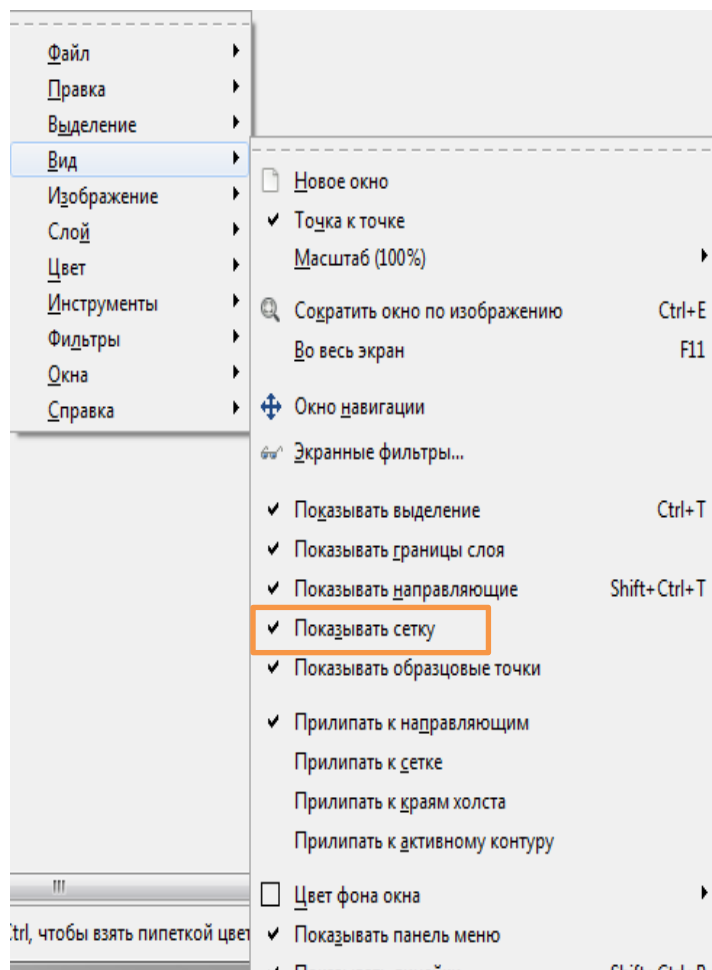 Файл
Правка
Выделение
Вид
Изображение
Слой
Цвет
Инструменты
Фильтры
Окна
Справка
Новое окно
Точка к точке
Масштаб (100%)
Сократить окно по изображению Ctrl+E
Во весь экран F11
Окно навигации
Экранные фильтры...
Показывать выделение Ctrl+T
Показывать границы слоя
Показывать направляющие Shift+Ctrl+T
Показывать сетку
Показывать образцовые точки
Прилипать к направляющим
Прилипать к сетке
Прилипать к краям холста
Прилипать к активному контуру
Цвет фона окна
Показывать панель меню
чтобы взять пипеткой